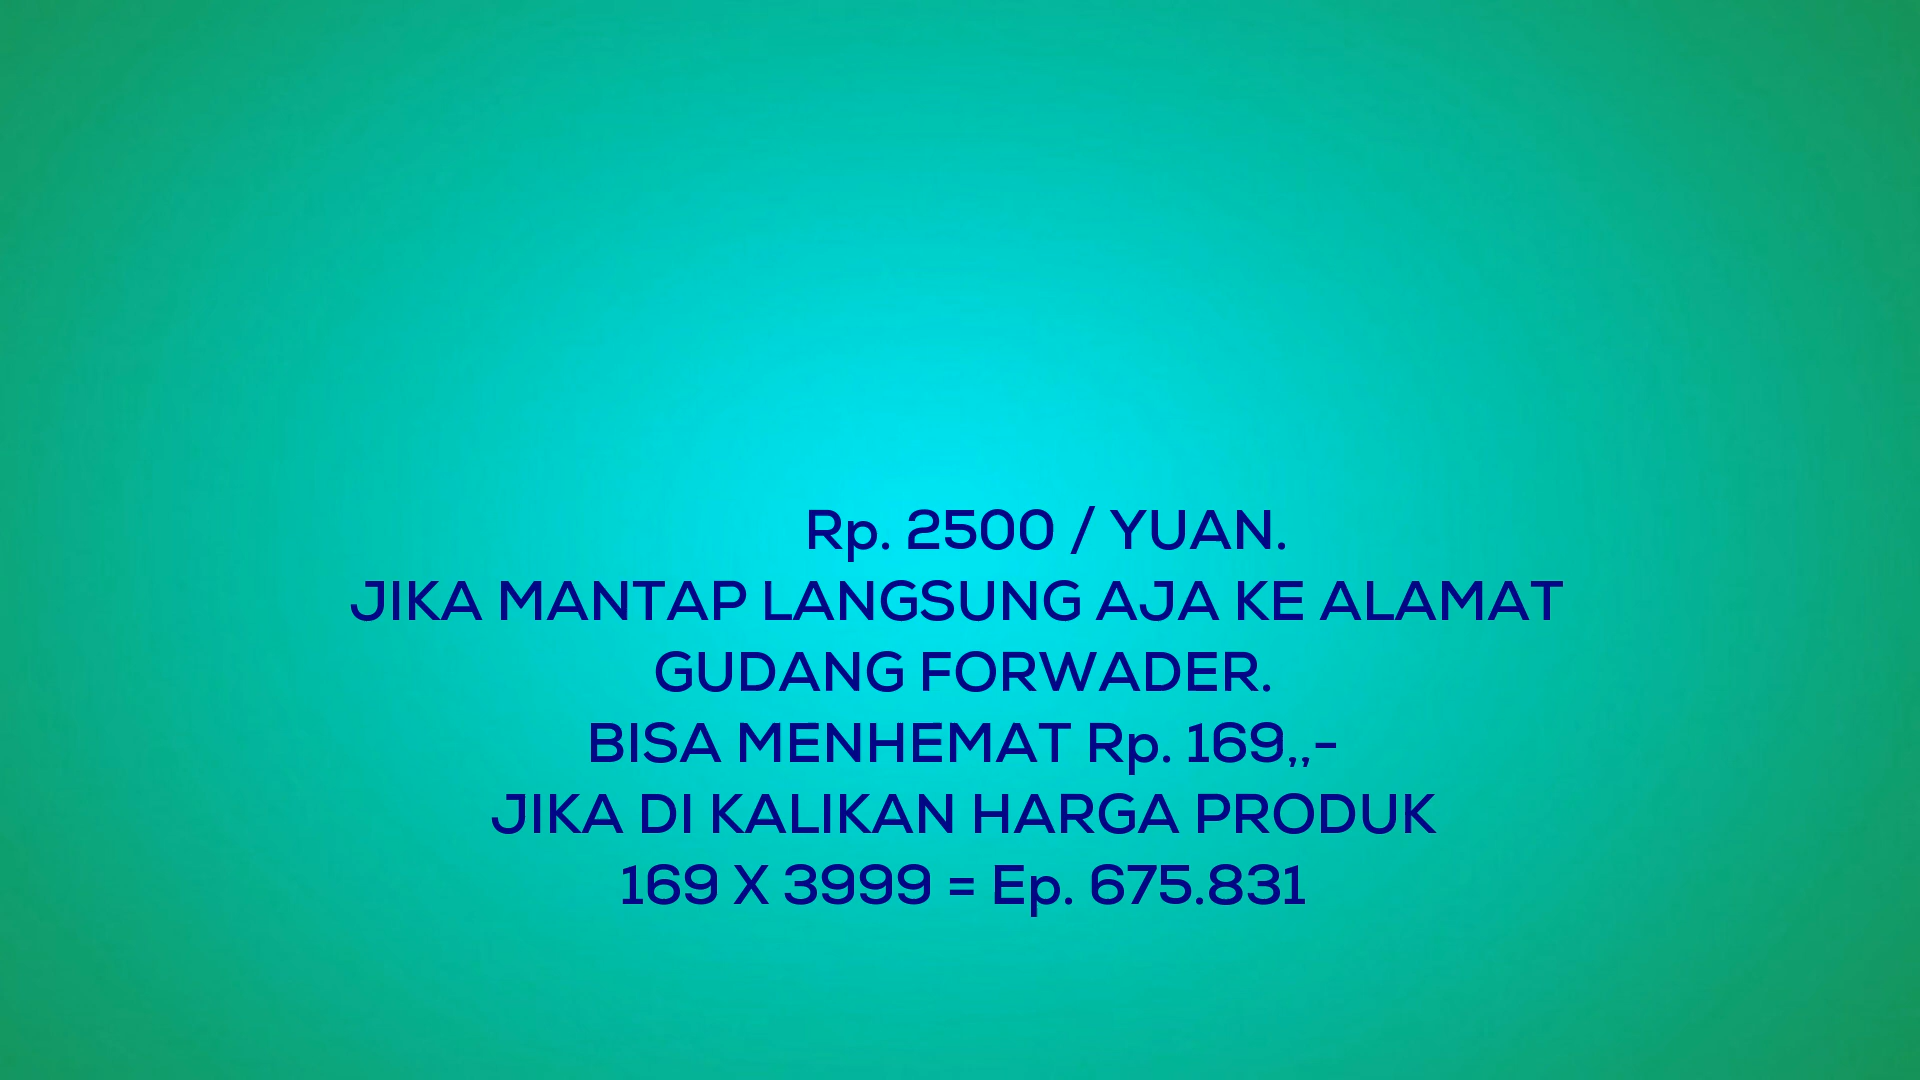 Rp. 2500 / YUAN.
JIKA MANTAP LANGSUNG AJA KE ALAMAT
GUDANG FORWADER.
BISA MENHEMAT Rp. 169,,-
JIKA DI KALIKAN HARGA PRODUK
169 X 3999 = Ep. 675.831